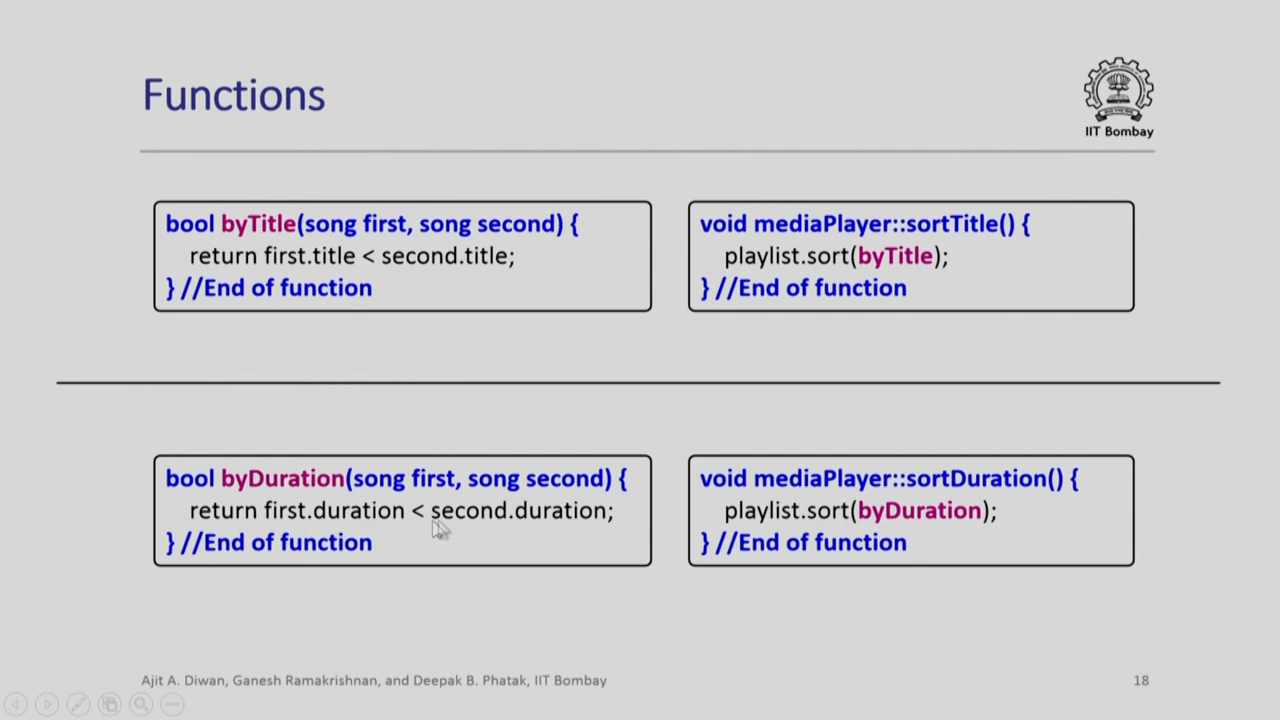 Functions
IIT Bombay
bool byTitle(song first, song second) {
return first.title < second.title;
} //End of function
void mediaPlayer::sortTitle() {
playlist.sort(byTitle);
} //End of function
bool byDuration(song first, song second) {
return first.duration < second.duration;
} //End of function
void mediaPlayer::sortDuration() {
playlist.sort(byDuration);
} //End of function
Ajit A. Diwan, Ganesh Ramakrishnan, and Deepak B. Phatak, IIT Bombay
18